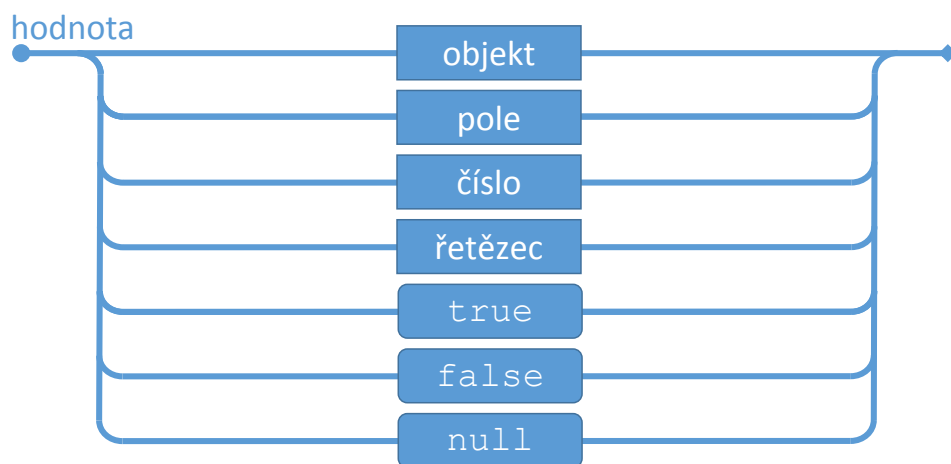 hodnota
objekt
pole
číslo
řetězec
true
false
null